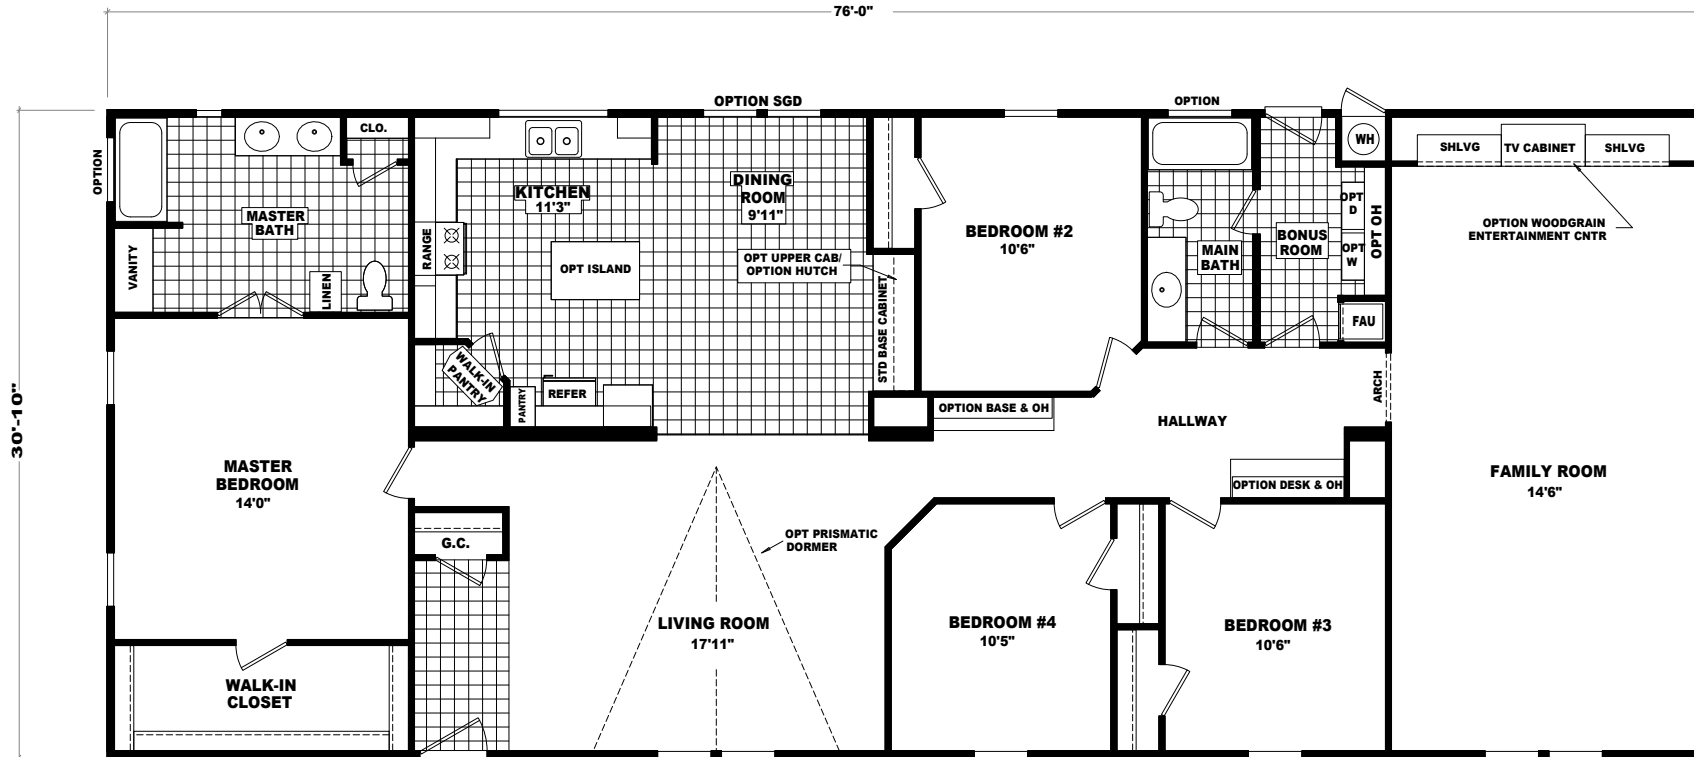 76'-0"
30'-10"
OPTION SGD
OPTION
OPTION
CLO.
MASTER
BATH
VANITY
LINEN
KITCHEN
11'3"
RANGE
OPT ISLAND
DINING
ROOM
9'11"
OPT UPPER CAB/
OPTION HUTCH
STD BASE CABINET
WALK-IN
PANTRY
PANTRY
REFER
BEDROOM #2
10'6"
MAIN
BATH
BONUS
ROOM
WH
OPT
D
OPT
W
OPT OH
FAU
SHLVG
TV CABINET
SHLVG
OPTION WOODGRAIN
ENTERTAINMENT CNTR
ARCH
OPTION BASE & OH
HALLWAY
OPTION DESK & OH
FAMILY ROOM
14'6"
MASTER
BEDROOM
14'0"
G.C.
OPT PRISMATIC
DORMER
LIVING ROOM
17'11"
BEDROOM #4
10'5"
BEDROOM #3
10'6"
WALK-IN
CLOSET